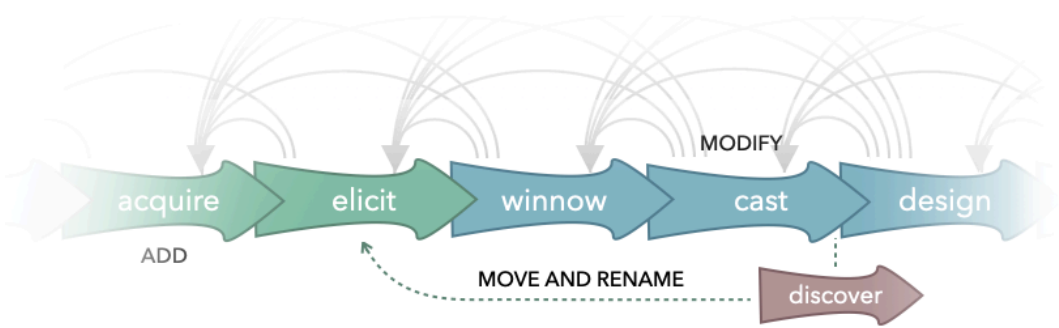 MODIFY
acquire elicit winnow cast design
ADD
MOVE AND RENAME
discover